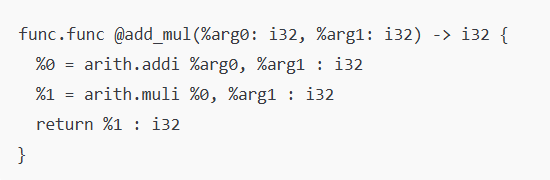 func.func @add_mul(%arg0: i32, %arg1: i32) -> i32 {
  %0 = arith.addi %arg0, %arg1 : i32
  %1 = arith.muli %0, %arg1 : i32
  return %1 : i32
}